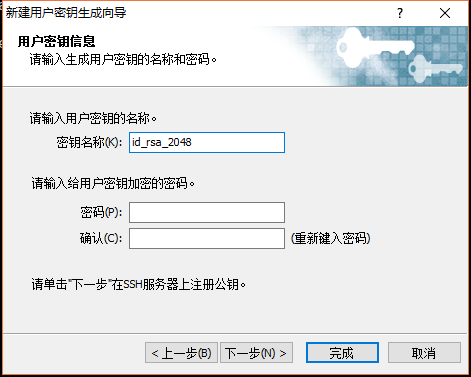 新建用户密钥生成向导
用户密钥信息
请输入生成用户密钥的名称和密码。
请输入用户密钥的名称。
密钥名称(K): id_rsa_2048
请输入给用户密钥加密的密码。
密码(P):
确认(C): (重新键入密码)
请单击"下一步"在SSH服务器上注册公钥。
< 上一步(B) 下一步(N) > 完成 取消